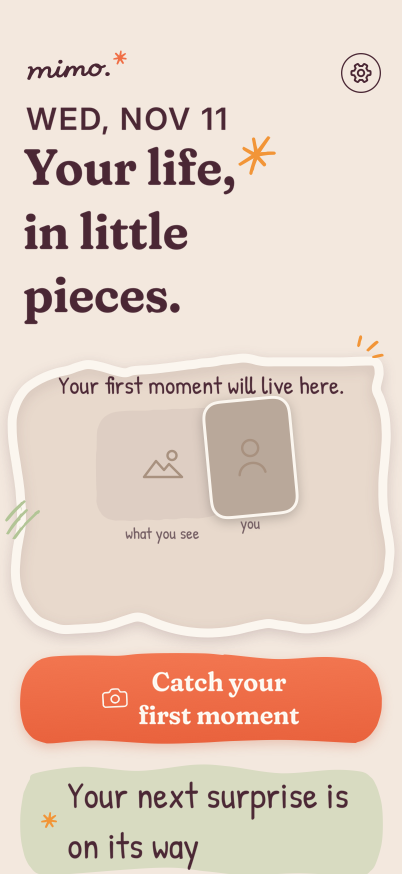 mimo.
WED, NOV 11
Your life,
in little
pieces.
Your first moment will live here.
what you see
you
Catch your
first moment
Your next surprise is
on its way